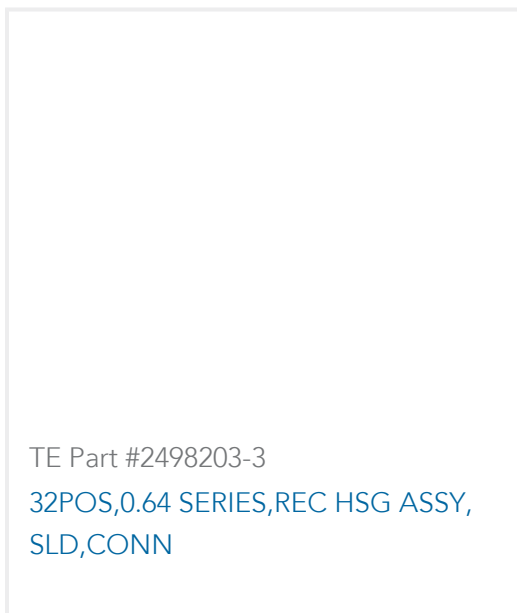 TE Part #2498203-3
32POS,0.64 SERIES,REC HSG ASSY,
SLD,CONN